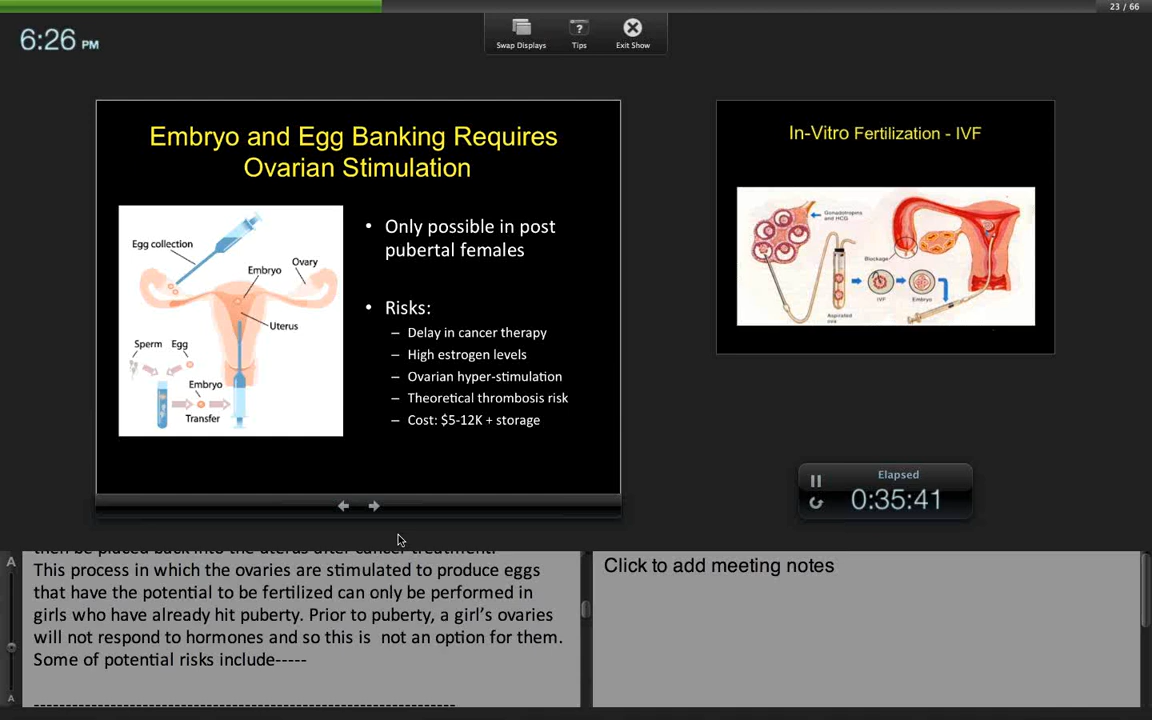 23 / 66
6:26 PM
Swap Displays
Tips
Exit Show
Embryo and Egg Banking Requires
Ovarian Stimulation
Egg collection
Embryo
Ovary
Uterus
Sperm
Egg
Embryo
Transfer
• Only possible in post
pubertal females
• Risks:
– Delay in cancer therapy
– High estrogen levels
– Ovarian hyper-stimulation
– Theoretical thrombosis risk
– Cost: $5-12K + storage
In-Vitro Fertilization - IVF
Gonadotropins
and HCG
Blockage
IVF
Embryo
Aspirated
ova
Elapsed
0:35:41
A
A
then be placed back into the uterus after cancer treatment.
This process in which the ovaries are stimulated to produce eggs
that have the potential to be fertilized can only be performed in
girls who have already hit puberty. Prior to puberty, a girl's ovaries
will not respond to hormones and so this is  not an option for them.
Some of potential risks include-----
-------------------------------------------------------------------
Click to add meeting notes